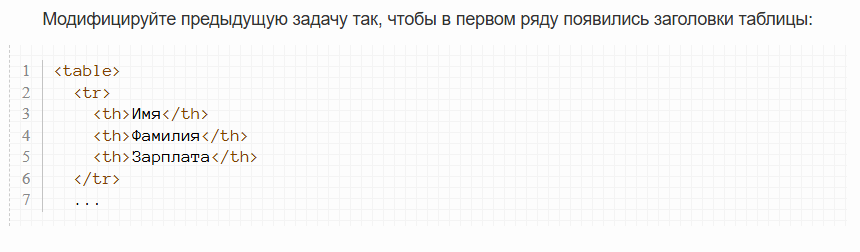 Модифицируйте предыдущую задачу так, чтобы в первом ряду появились заголовки таблицы:
1 <table>
2 <tr>
3 <th>Имя</th>
4 <th>Фамилия</th>
5 <th>Зарплата</th>
6 </tr>
7 ...